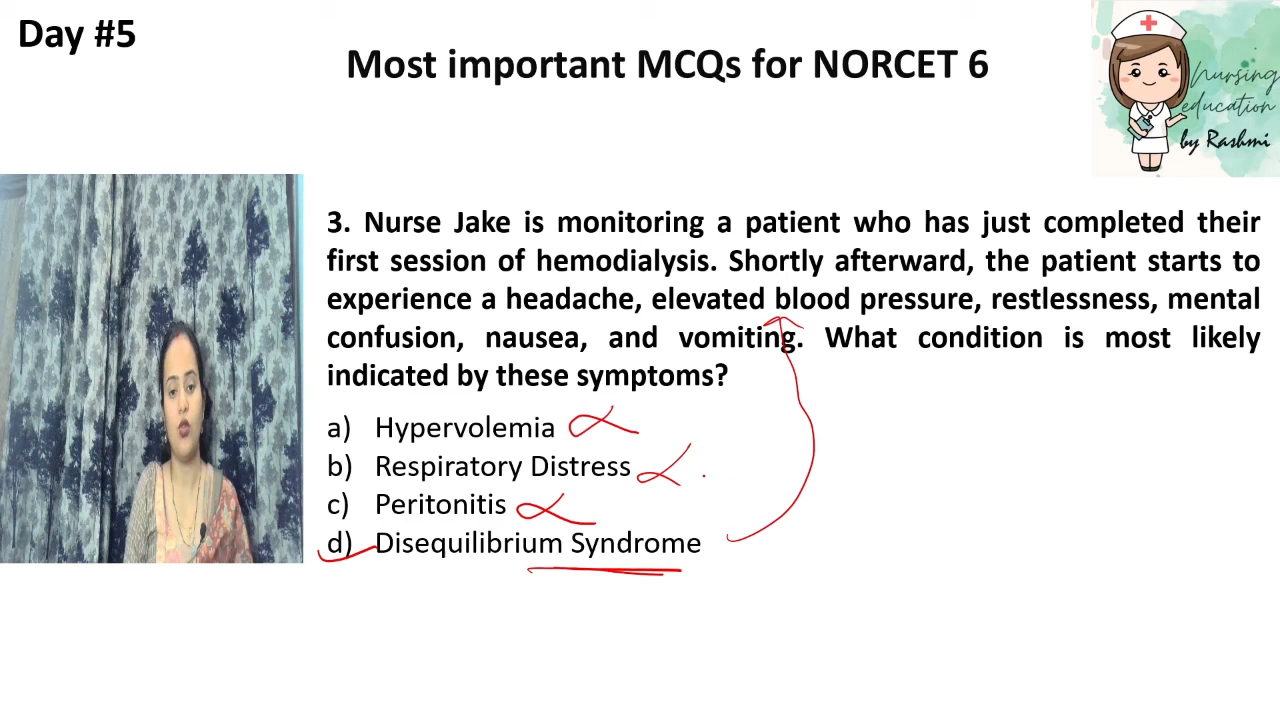 Day #5
Most important MCQs for NORCET 6
Nursing
education
by Rashmi
3. Nurse Jake is monitoring a patient who has just completed their
first session of hemodialysis. Shortly afterward, the patient starts to
experience a headache, elevated blood pressure, restlessness, mental
confusion, nausea, and vomiting. What condition is most likely
indicated by these symptoms?
a) Hypervolemia
b) Respiratory Distress
c) Peritonitis
d) Disequilibrium Syndrome